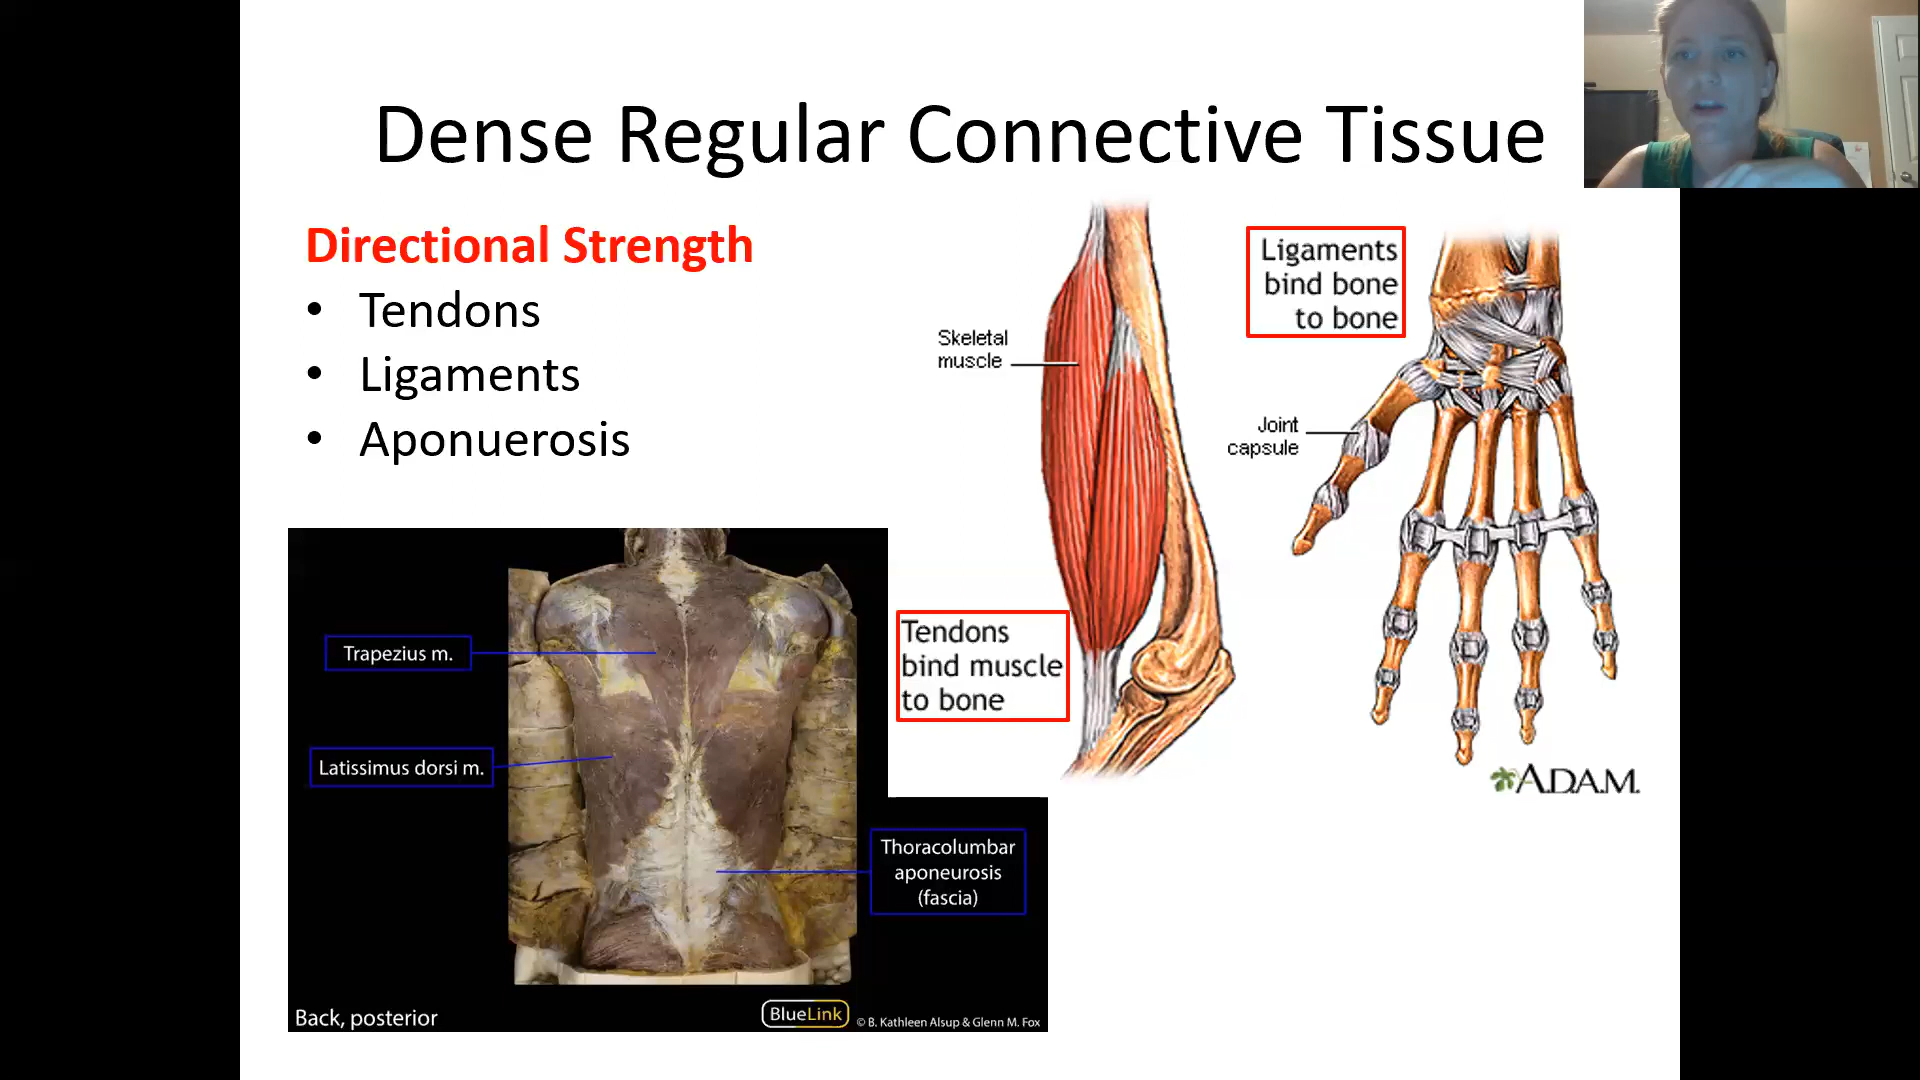 Dense Regular Connective Tissue
Directional Strength
• Tendons
• Ligaments
• Aponuerosis
Skeletal
muscle
Tendons
bind muscle
to bone
Ligaments
bind bone
to bone
Joint
capsule
A.D.A.M.
Trapezius m.
Latissimus dorsi m.
Thoracolumbar
aponeurosis
(fascia)
Back, posterior
BlueLink
© B. Kathleen Alsup & Glenn M. Fox